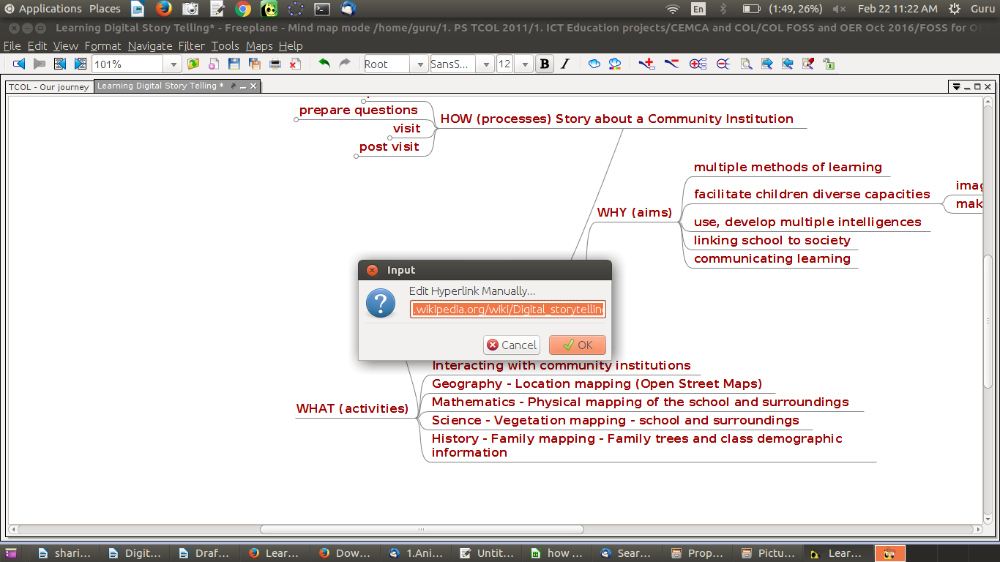 Applications Places En (1:49, 26%) Feb 22 11:22 AM Guru
Learning Digital Story Telling* - Freeplane - Mind map mode /home/guru/1. PS TCOL 2011/1. ICT Education projects/CEMCA and COL/COL FOSS and OER Oct 2016/FOSS for OE
File Edit View Format Navigate Filter Tools Maps Help
101% Root SansS... 12 B I
TCOL - Our journey Learning Digital Story Telling *
prepare questions
visit
post visit
HOW (processes) Story about a Community Institution
multiple methods of learning
facilitate children diverse capacities
imag
mak
WHY (aims)
use, develop multiple intelligences
linking school to society
communicating learning
Input
Edit Hyperlink Manually...
.wikipedia.org/wiki/Digital_storytelling
Cancel OK
Interacting with community institutions
Geography - Location mapping (Open Street Maps)
WHAT (activities)
Mathematics - Physical mapping of the school and surroundings
Science - Vegetation mapping - school and surroundings
History - Family mapping - Family trees and class demographic
information
shari... Digit... Draf... Lear... Dow... 1.Ani... Untit... how ... Sear... Prop... Pictu... Lear...